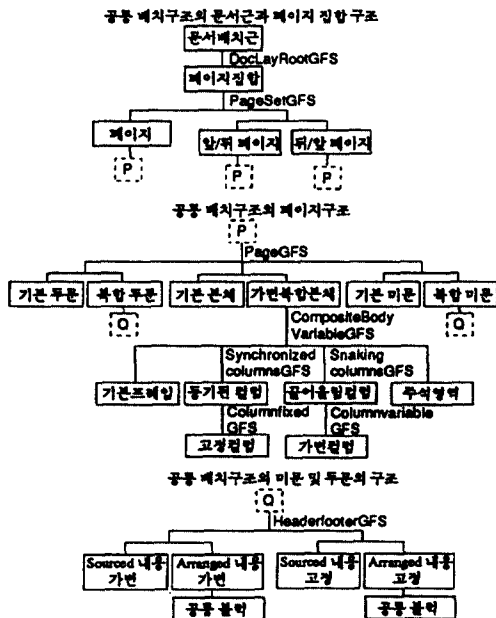 공통 배치구조의 문서근과 페이지 집합 구조
문서배치근
DocLayRootGFS
페이지집합
PageSetGFS
페이지
앞/뒤 페이지
뒤/앞 페이지
P
P
P
공통 배치구조의 페이지구조
P
PageGFS
기본 두문
복합 두문
기본 본체
가변복합본체
기본 미문
복합 미문
Q
Q
CompositeBody
VariableGFS
Synchronized
columnsGFS
Snaking
columnsGFS
기본프레임
동기된 컬럼
끌어올림컬럼
주석영역
Columnfixed
GFS
Columnvariable
GFS
고정컬럼
가변컬럼
공통 배치구조의 미문 및 두문의 구조
Q
HeaderfooterGFS
Sourced 내용
가변
Arranged 내용
가변
Sourced 내용
고정
Arranged 내용
고정
공통 블럭
공통 블럭